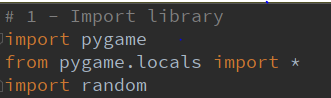 # 1 - Import library
import pygame
from pygame.locals import *
import random